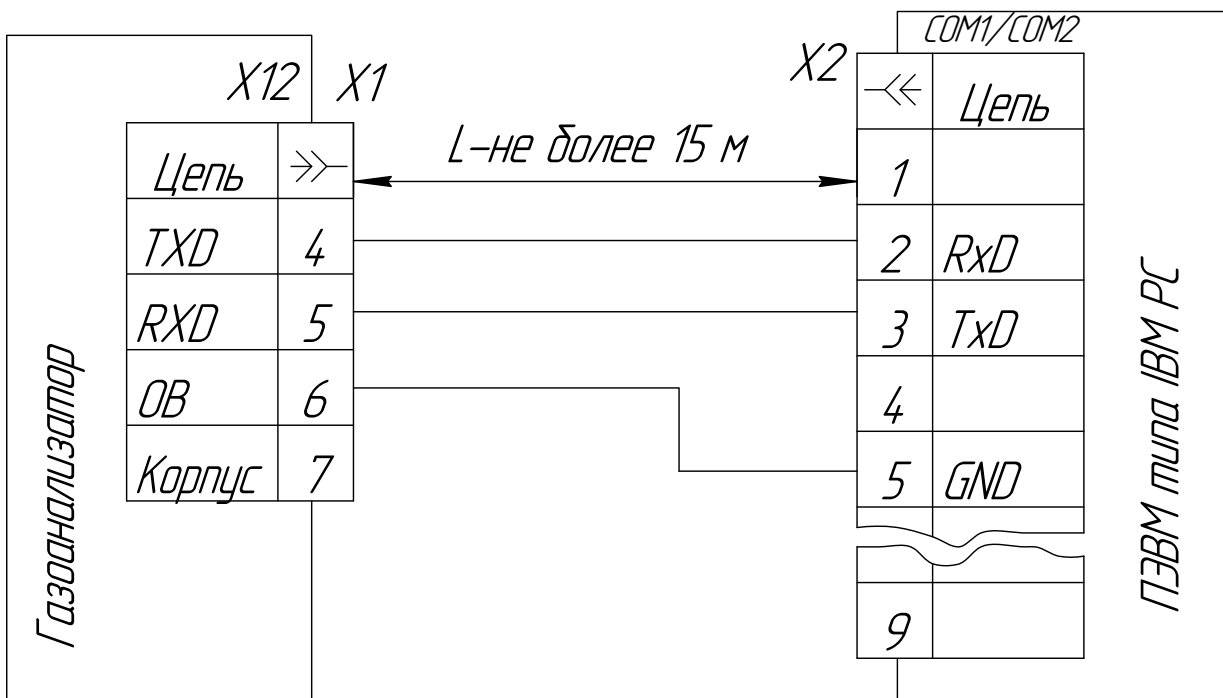 COM1/COM2
X12 X1
X2
Цепь
Цепь
L-не более 15 м
1
TXD 4
2 RxD
RXD 5
3 TxD
ОВ 6
4
Корпус 7
5 GND
9
Газоанализатор
ПЭВМ типа IBM PC